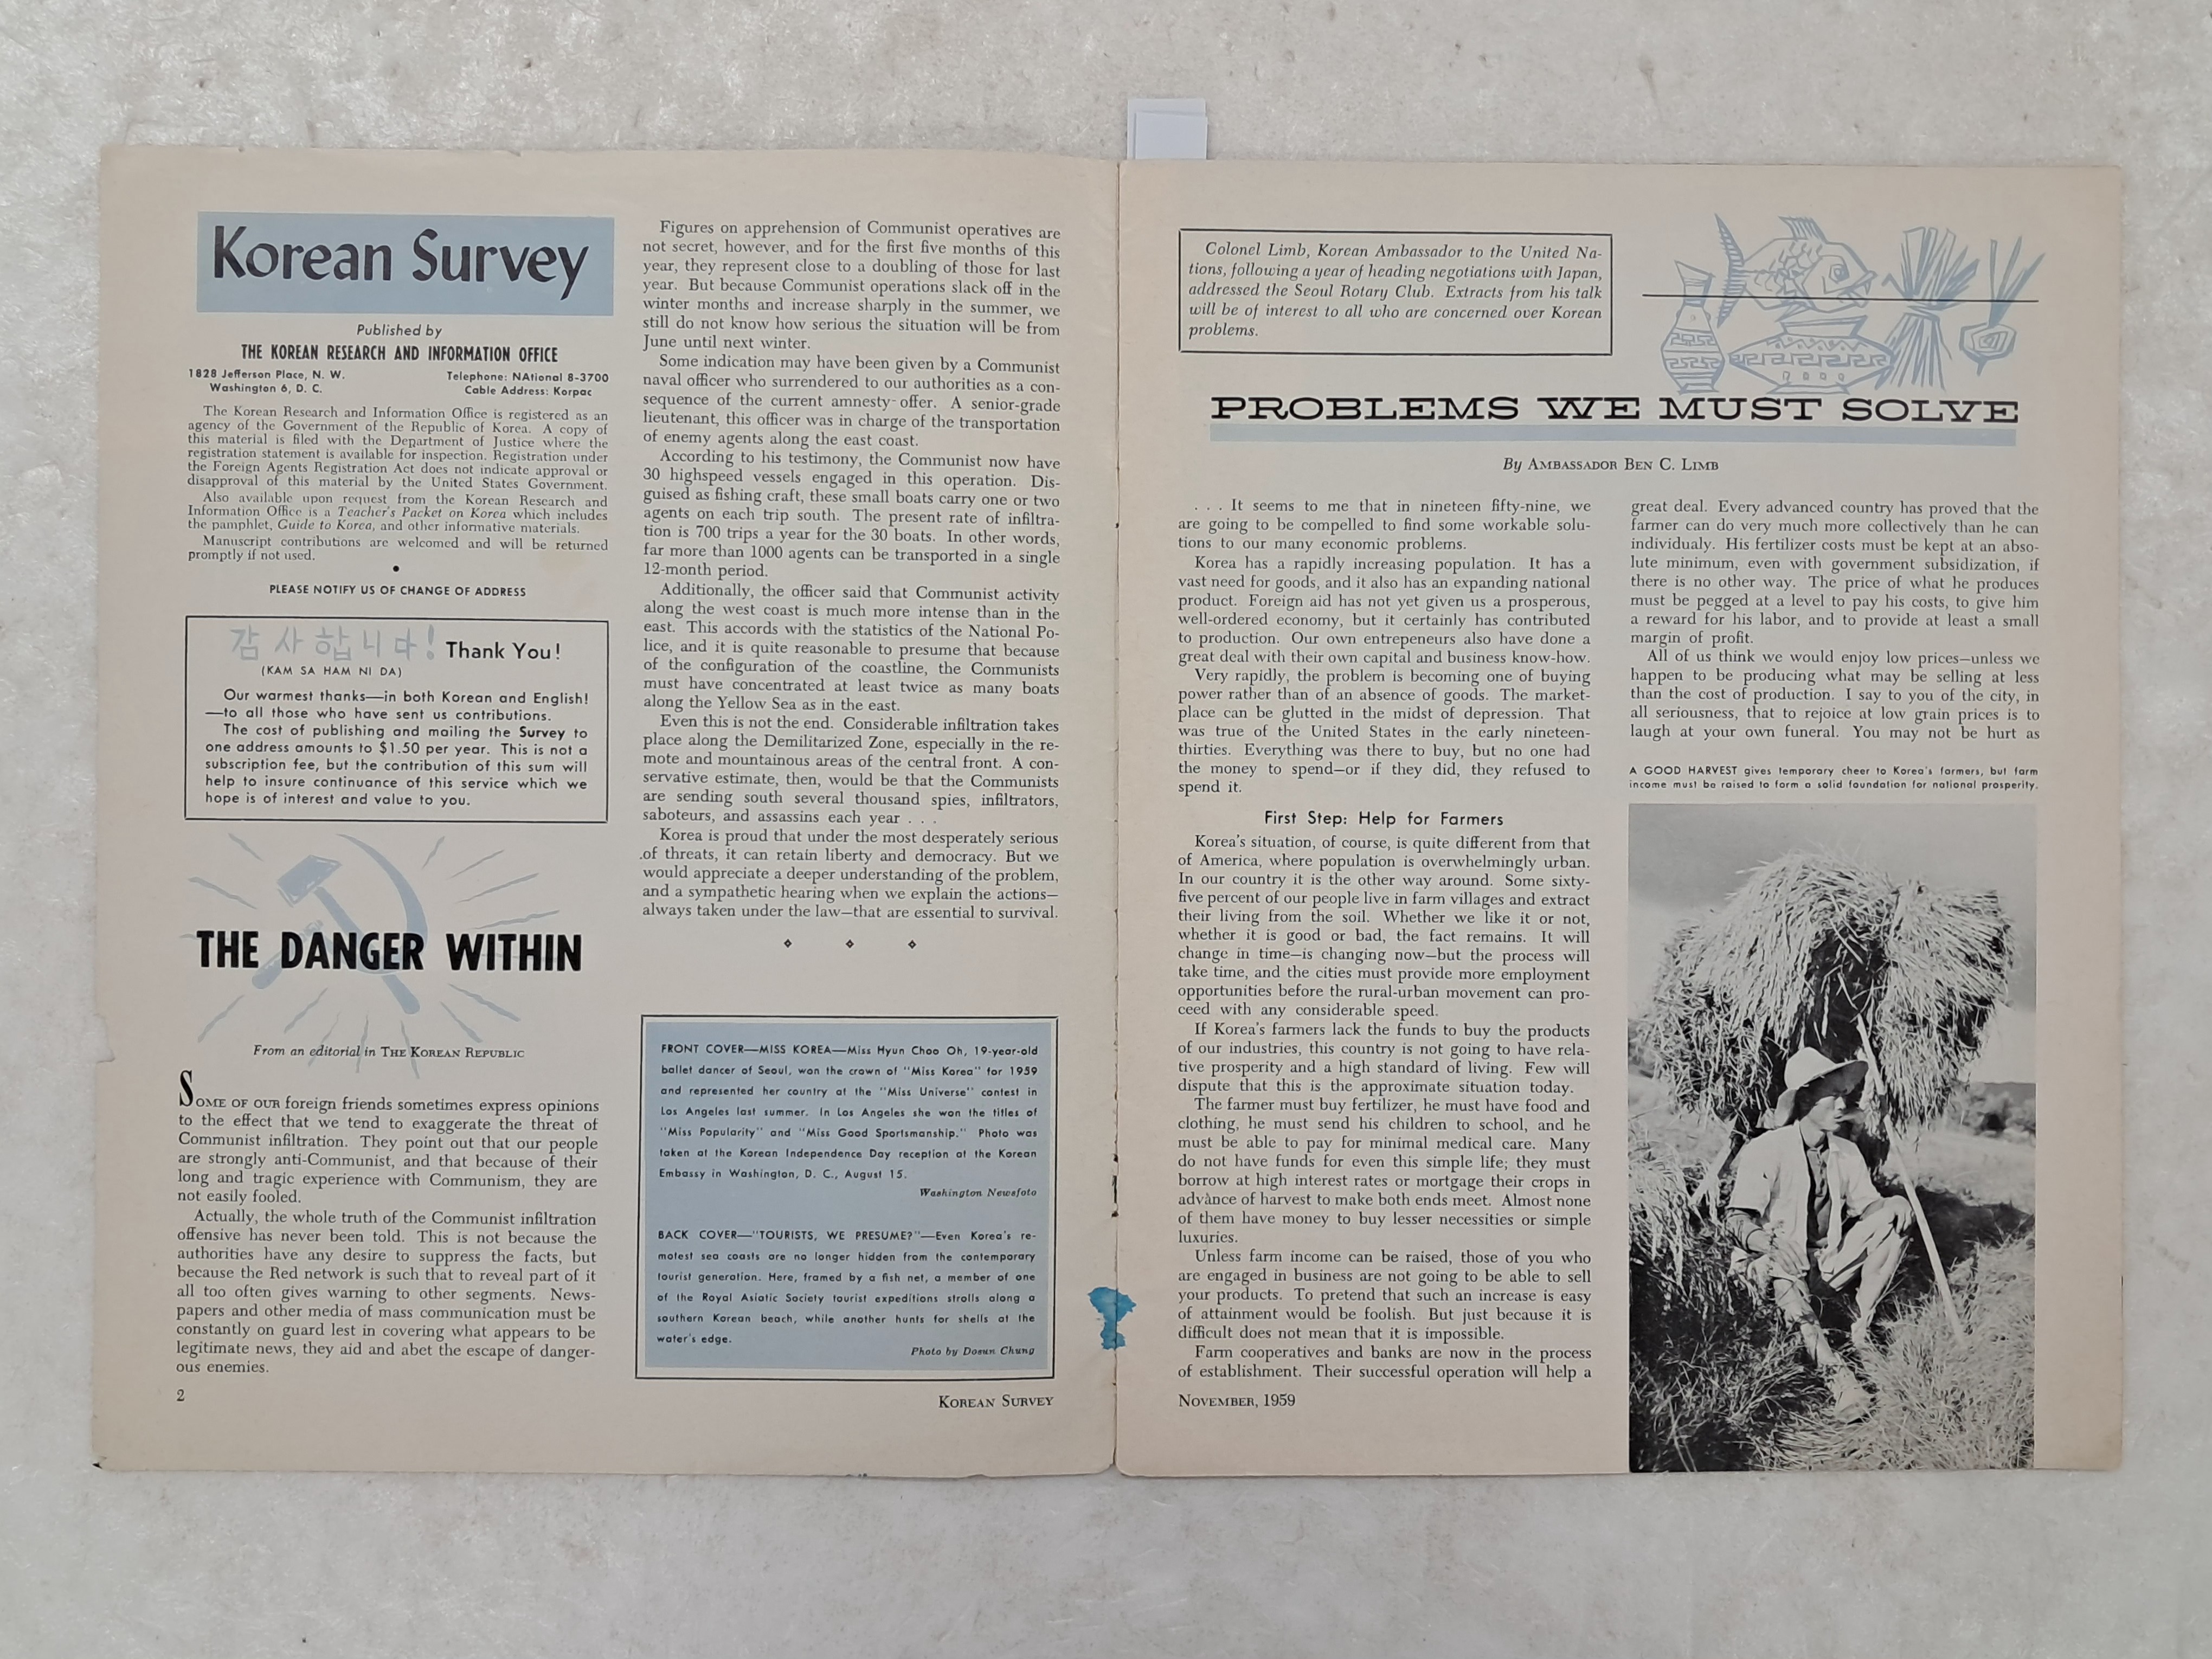 Korean Survey
Published by
THE KOREAN RESEARCH AND INFORMATION OFFICE
1828 Jefferson Place, N. W. Telephone: NAtional 8-3700
Washington 6, D. C. Cable Address: Korpac
The Korean Research and Information Office is registered as an
agency of the Government of the Republic of Korea. A copy of
this material is filed with the Department of Justice where the
registration statement is available for inspection. Registration under
the Foreign Agents Registration Act does not indicate approval or
disapproval of this material by the United States Government.
Also available upon request from the Korean Research and
Information Office is a Teacher's Packet on Korea which includes
the pamphlet, Guide to Korea, and other informative materials.
Manuscript contributions are welcomed and will be returned
promptly if not used.
•
PLEASE NOTIFY US OF CHANGE OF ADDRESS
감사합니다! Thank You!
(KAM SA HAM NI DA)
Our warmest thanks—in both Korean and English!
—to all those who have sent us contributions.
The cost of publishing and mailing the Survey to
one address amounts to $1.50 per year. This is not a
subscription fee, but the contribution of this sum will
help to insure continuance of this service which we
hope is of interest and value to you.
THE DANGER WITHIN
From an editorial in THE KOREAN REPUBLIC
SOME OF OUR foreign friends sometimes express opinions
to the effect that we tend to exaggerate the threat of
Communist infiltration. They point out that our people
are strongly anti-Communist, and that because of their
long and tragic experience with Communism, they are
not easily fooled.
Actually, the whole truth of the Communist infiltration
offensive has never been told. This is not because the
authorities have any desire to suppress the facts, but
because the Red network is such that to reveal part of it
all too often gives warning to other segments. News-
papers and other media of mass communication must be
constantly on guard lest in covering what appears to be
legitimate news, they aid and abet the escape of danger-
ous enemies.
2
Figures on apprehension of Communist operatives are
not secret, however, and for the first five months of this
year, they represent close to a doubling of those for last
year. But because Communist operations slack off in the
winter months and increase sharply in the summer, we
still do not know how serious the situation will be from
June until next winter.
Some indication may have been given by a Communist
naval officer who surrendered to our authorities as a con-
sequence of the current amnesty-offer. A senior-grade
lieutenant, this officer was in charge of the transportation
of enemy agents along the east coast.
According to his testimony, the Communist now have
30 highspeed vessels engaged in this operation. Dis-
guised as fishing craft, these small boats carry one or two
agents on each trip south. The present rate of infiltra-
tion is 700 trips a year for the 30 boats. In other words,
far more than 1000 agents can be transported in a single
12-month period.
Additionally, the officer said that Communist activity
along the west coast is much more intense than in the
east. This accords with the statistics of the National Po-
lice, and it is quite reasonable to presume that because
of the configuration of the coastline, the Communists
must have concentrated at least twice as many boats
along the Yellow Sea as in the east.
Even this is not the end. Considerable infiltration takes
place along the Demilitarized Zone, especially in the re-
mote and mountainous areas of the central front. A con-
servative estimate, then, would be that the Communists
are sending south several thousand spies, infiltrators,
saboteurs, and assassins each year . . .
Korea is proud that under the most desperately serious
.of threats, it can retain liberty and democracy. But we
would appreciate a deeper understanding of the problem,
and a sympathetic hearing when we explain the actions—
always taken under the law—that are essential to survival.
FRONT COVER—MISS KOREA—Miss Hyun Choo Oh, 19-year-old
ballet dancer of Seoul, won the crown of "Miss Korea" for 1959
and represented her country at the "Miss Universe" contest in
Los Angeles last summer. In Los Angeles she won the titles of
"Miss Popularity" and "Miss Good Sportsmanship." Photo was
taken at the Korean Independence Day reception at the Korean
Embassy in Washington, D. C., August 15.
Washington Newsfoto
BACK COVER—"TOURISTS, WE PRESUME?"—Even Korea's re-
motest sea coasts are no longer hidden from the contemporary
tourist generation. Here, framed by a fish net, a member of one
of the Royal Asiatic Society tourist expeditions strolls along a
southern Korean beach, while another hunts for shells at the
water's edge.
Photo by Dosun Chung
KOREAN SURVEY
Colonel Limb, Korean Ambassador to the United Na-
tions, following a year of heading negotiations with Japan,
addressed the Seoul Rotary Club. Extracts from his talk
will be of interest to all who are concerned over Korean
problems.
PROBLEMS WE MUST SOLVE
By AMBASSADOR BEN C. LIMB
. . . It seems to me that in nineteen fifty-nine, we
are going to be compelled to find some workable solu-
tions to our many economic problems.
Korea has a rapidly increasing population. It has a
vast need for goods, and it also has an expanding national
product. Foreign aid has not yet given us a prosperous,
well-ordered economy, but it certainly has contributed
to production. Our own entrepeneurs also have done a
great deal with their own capital and business know-how.
Very rapidly, the problem is becoming one of buying
power rather than of an absence of goods. The market-
place can be glutted in the midst of depression. That
was true of the United States in the early nineteen-
thirties. Everything was there to buy, but no one had
the money to spend—or if they did, they refused to
spend it.
First Step: Help for Farmers
Korea's situation, of course, is quite different from that
of America, where population is overwhelmingly urban.
In our country it is the other way around. Some sixty-
five percent of our people live in farm villages and extract
their living from the soil. Whether we like it or not,
whether it is good or bad, the fact remains. It will
change in time—is changing now—but the process will
take time, and the cities must provide more employment
opportunities before the rural-urban movement can pro-
ceed with any considerable speed.
If Korea's farmers lack the funds to buy the products
of our industries, this country is not going to have rela-
tive prosperity and a high standard of living. Few will
dispute that this is the approximate situation today.
The farmer must buy fertilizer, he must have food and
clothing, he must send his children to school, and he
must be able to pay for minimal medical care. Many
do not have funds for even this simple life; they must
borrow at high interest rates or mortgage their crops in
advance of harvest to make both ends meet. Almost none
of them have money to buy lesser necessities or simple
luxuries.
Unless farm income can be raised, those of you who
are engaged in business are not going to be able to sell
your products. To pretend that such an increase is easy
of attainment would be foolish. But just because it is
difficult does not mean that it is impossible.
Farm cooperatives and banks are now in the process
of establishment. Their successful operation will help a
NOVEMBER, 1959
great deal. Every advanced country has proved that the
farmer can do very much more collectively than he can
individualy. His fertilizer costs must be kept at an abso-
lute minimum, even with government subsidization, if
there is no other way. The price of what he produces
must be pegged at a level to pay his costs, to give him
a reward for his labor, and to provide at least a small
margin of profit.
All of us think we would enjoy low prices—unless we
happen to be producing what may be selling at less
than the cost of production. I say to you of the city, in
all seriousness, that to rejoice at low grain prices is to
laugh at your own funeral. You may not be hurt as
A GOOD HARVEST gives temporary cheer to Korea's farmers, but farm
income must be raised to form a solid foundation for national prosperity.